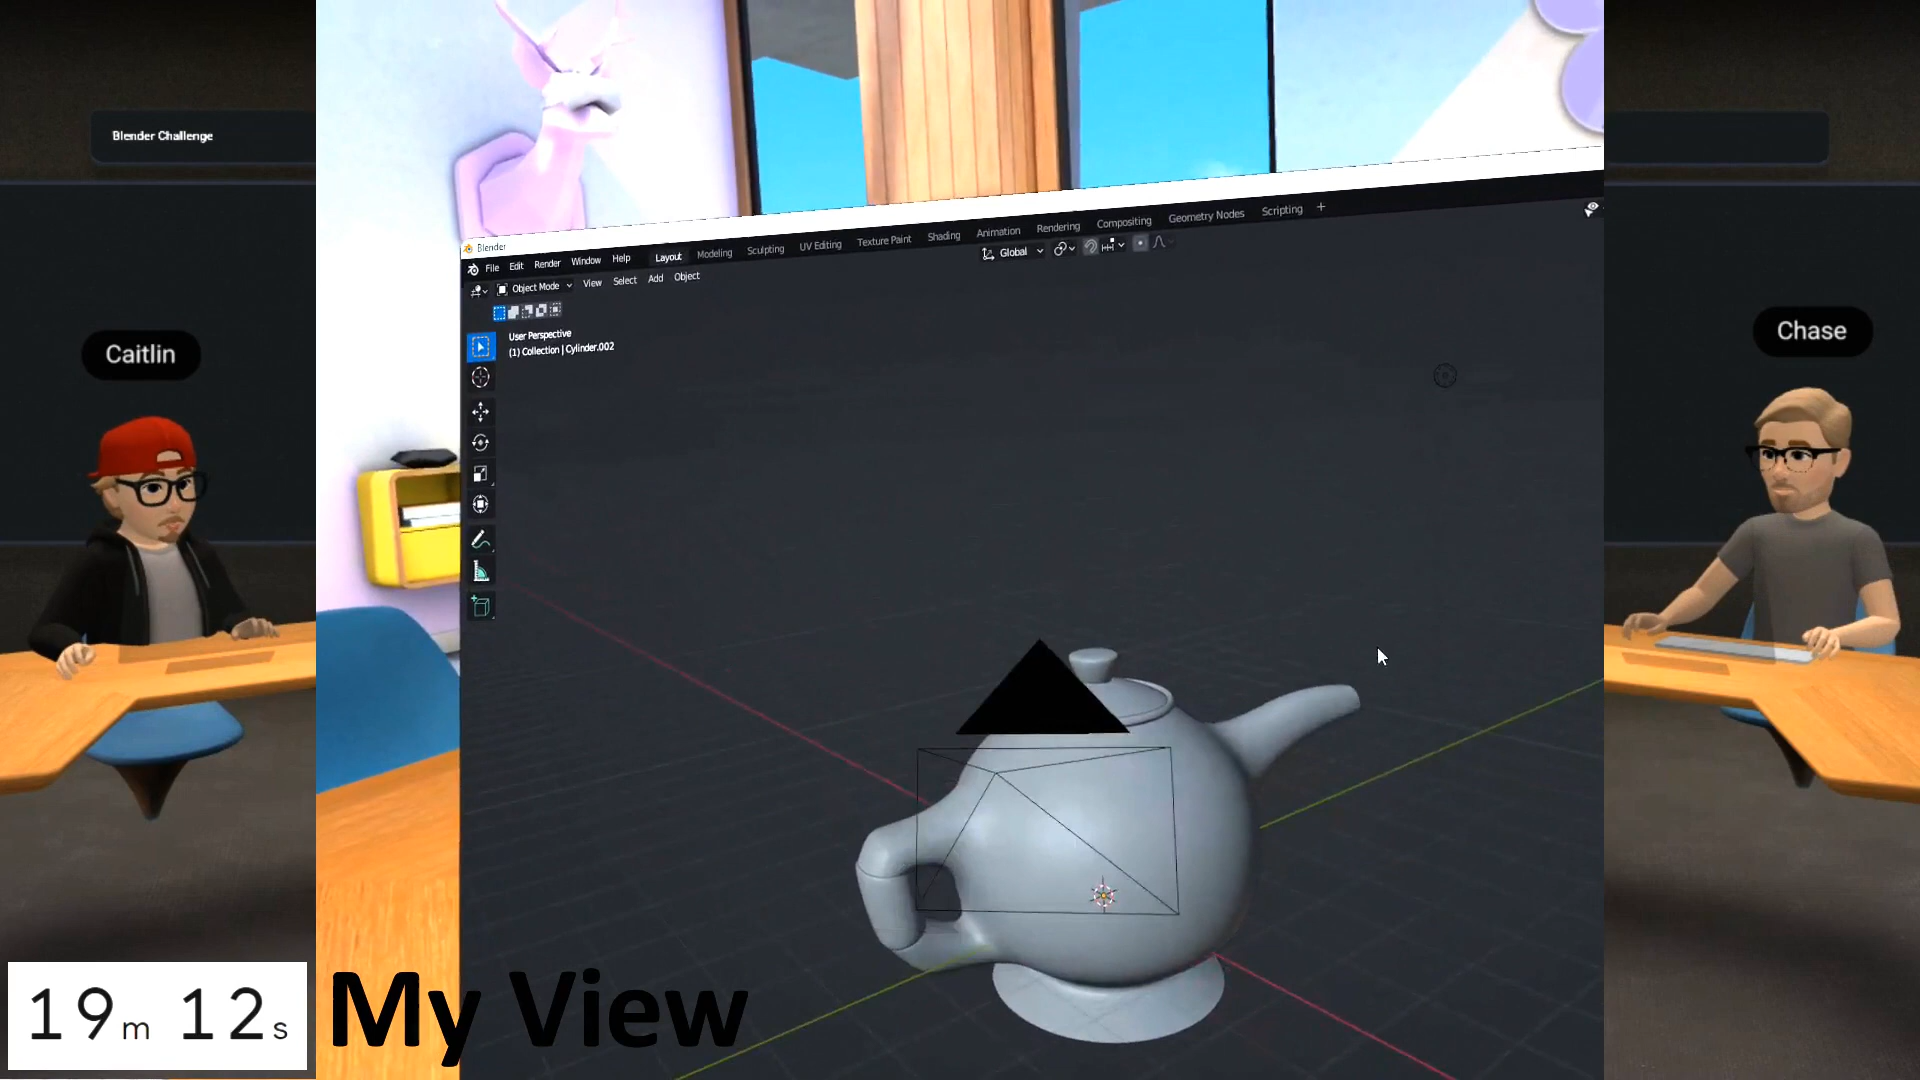 Blender Challenge
Caitlin
Chase
Blender
File Edit Render Window Help Layout Modeling Sculpting UV Editing Texture Paint Shading Animation Rendering Compositing Geometry Nodes Scripting +
Object Mode View Select Add Object Global
User Perspective
(1) Collection | Cylinder.002
19m 12s
My View